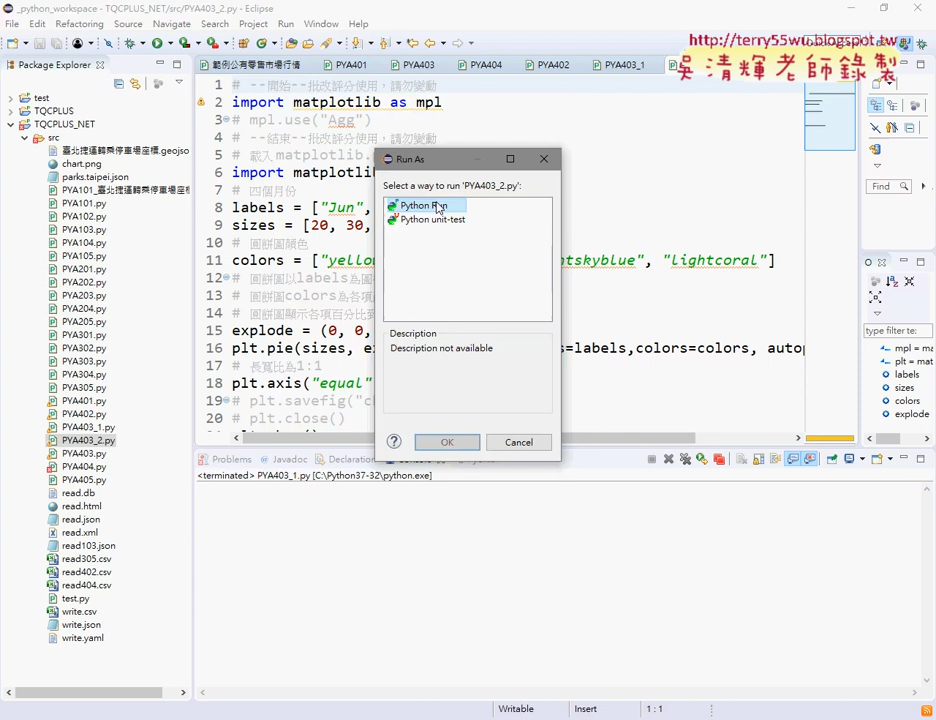 _python_workspace - TQCPLUS_NET/src/PYA403_2.py - Eclipse
File Edit Refactoring Source Navigate Search Project Run Window Help
http://terry55wu.blogspot.tw
吳清輝老師錄製
Package Explorer
範例公有零售市場行情 PYA401 PYA403 PYA404 PYA402 PYA403_1
test
TQCPLUS
TQCPLUS_NET
src
臺北捷運轉乘停車場座標.geojso
chart.png
parks.taipei.json
PYA101_臺北捷運轉乘停車場座標
PYA101.py
PYA102.py
PYA103.py
PYA104.py
PYA105.py
PYA201.py
PYA202.py
PYA203.py
PYA204.py
PYA205.py
PYA301.py
PYA302.py
PYA303.py
PYA304.py
PYA305.py
PYA401.py
PYA402.py
PYA403_1.py
PYA403_2.py
PYA403.py
PYA404.py
PYA405.py
read.db
read.html
read.json
read.xml
read103.json
read305.csv
read402.csv
read404.csv
test.py
write.csv
write.json
write.yaml
1 # --開始--批改評分使用，請勿變動
2 import matplotlib as mpl
3 # mpl.use("Agg")
4 # --結束--批改評分使用，請勿變動
5 # 載入matplotlib.
6 import matplotlib
7 # 四個月份
8 labels = ["Jun",
9 sizes = [20, 30,
10 # 圓餅圖顏色
11 colors = ["yello htskyblue", "lightcoral"]
12 # 圓餅圖以labels為圖
13 # 圓餅圖colors為各項
14 # 圓餅圖顯示各項百分比到
15 explode = (0, 0,
16 plt.pie(sizes, e =labels,colors=colors, autop
17 # 長寬比為1:1
18 plt.axis("equal"
19 # plt.savefig("c
20 # plt.close()
Run As
Select a way to run 'PYA403_2.py':
Python Run
Python unit-test
Description
Description not available
OK Cancel
Find
type filter te:
mpl = ma
plt = mat
labels
sizes
colors
explode
Problems Javadoc Declaration
<terminated> PYA403_1.py [C:\Python37-32\python.exe]
Writable Insert 1 : 1